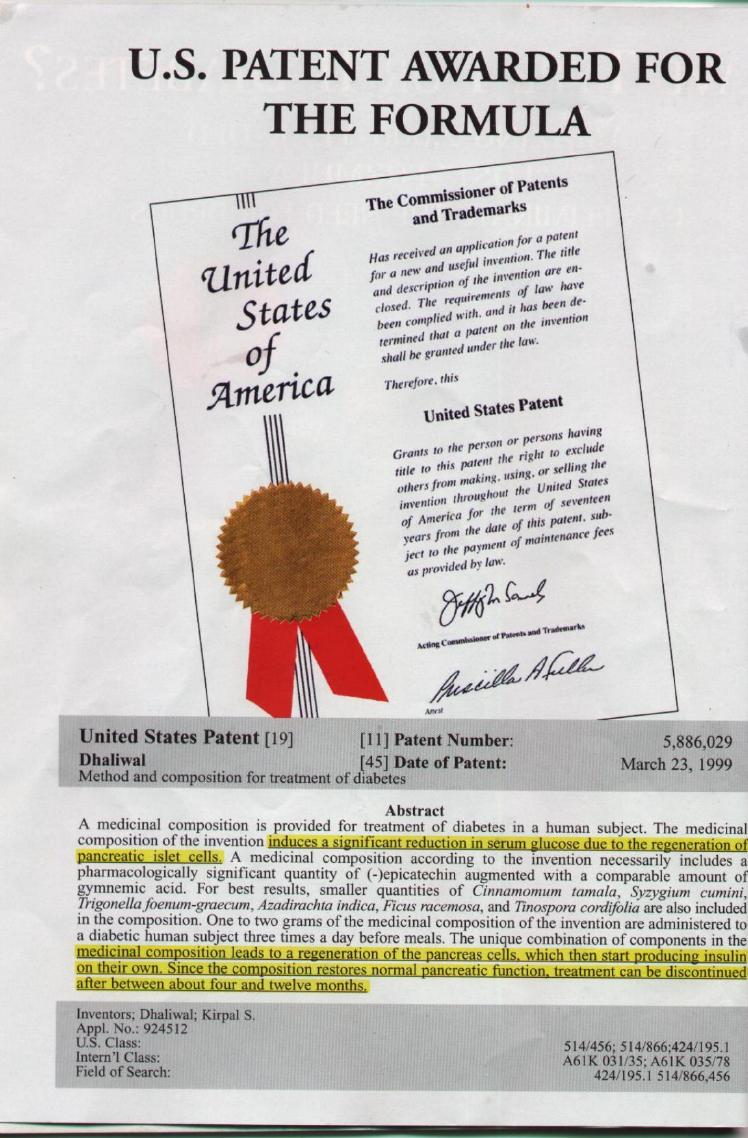 U.S. PATENT AWARDED FOR
THE FORMULA
The
United
States
of
America
The Commissioner of Patents
and Trademarks
Has received an application for a patent
for a new and useful invention. The title
and description of the invention are en-
closed. The requirements of law have
been complied with, and it has been de-
termined that a patent on the invention
shall be granted under the law.
Therefore, this
United States Patent
Grants to the person or persons having
title to this patent the right to exclude
others from making, using, or selling the
invention throughout the United States
of America for the term of seventeen
years from the date of this patent, sub-
ject to the payment of maintenance fees
as provided by law.
Acting Commissioner of Patents and Trademarks
Attest
United States Patent [19] [11] Patent Number: 5,886,029
Dhaliwal [45] Date of Patent: March 23, 1999
Method and composition for treatment of diabetes
Abstract
A medicinal composition is provided for treatment of diabetes in a human subject. The medicinal
composition of the invention induces a significant reduction in serum glucose due to the regeneration of
pancreatic islet cells. A medicinal composition according to the invention necessarily includes a
pharmacologically significant quantity of (-)epicatechin augmented with a comparable amount of
gymnemic acid. For best results, smaller quantities of Cinnamomum tamala, Syzygium cumini,
Trigonella foenum-graecum, Azadirachta indica, Ficus racemosa, and Tinospora cordifolia are also included
in the composition. One to two grams of the medicinal composition of the invention are administered to
a diabetic human subject three times a day before meals. The unique combination of components in the
medicinal composition leads to a regeneration of the pancreas cells, which then start producing insulin
on their own. Since the composition restores normal pancreatic function, treatment can be discontinued
after between about four and twelve months.
Inventors; Dhaliwal; Kirpal S.
Appl. No.: 924512
U.S. Class: 514/456; 514/866;424/195.1
Intern'l Class: A61K 031/35; A61K 035/78
Field of Search: 424/195.1 514/866,456